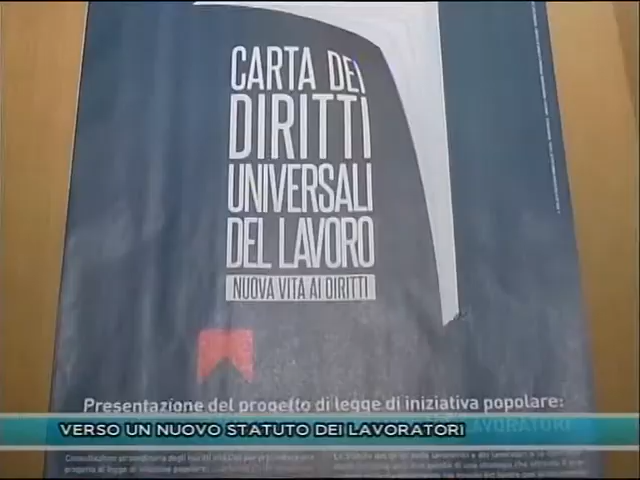 CARTA DEI
DIRITTI
UNIVERSALI
DEL LAVORO
NUOVA VITA AI DIRITTI
Presentazione del progetto di legge di iniziativa popolare:
VERSO UN NUOVO STATUTO DEI LAVORATORI
LAVORATORI